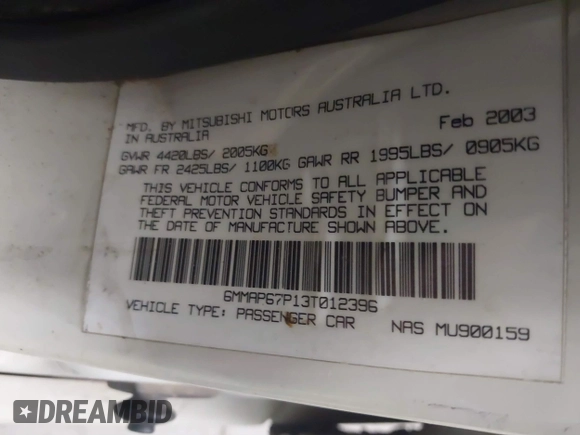 MFD. BY MITSUBISHI MOTORS AUSTRALIA LTD.
IN AUSTRALIA Feb 2003
GVWR 4420LBS/ 2005KG
GAWR FR 2425LBS/ 1100KG GAWR RR 1995LBS/ 0905KG
THIS VEHICLE CONFORMS TO ALL APPLICABLE
FEDERAL MOTOR VEHICLE SAFETY BUMPER AND
THEFT PREVENTION STANDARDS IN EFFECT ON
THE DATE OF MANUFACTURE SHOWN ABOVE.
6MMAP67P13T012396
VEHICLE TYPE: PASSENGER CAR NAS MU900159
DREAMBID